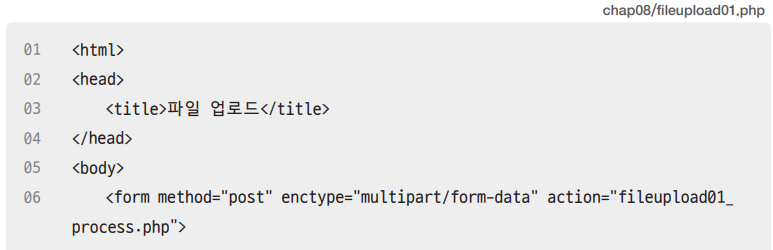 chap08/fileupload01.php
01 <html>
02 <head>
03 <title>파일 업로드</title>
04 </head>
05 <body>
06 <form method="post" enctype="multipart/form-data" action="fileupload01_
process.php">